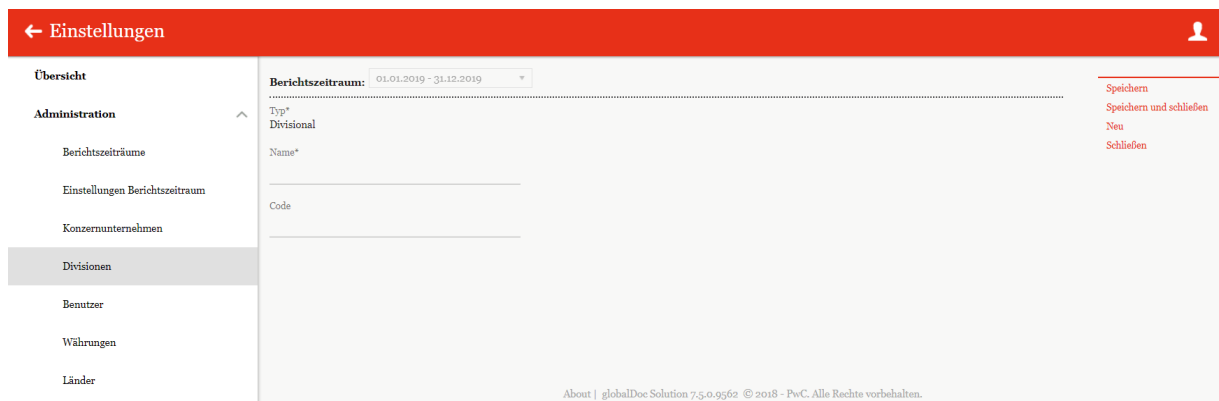 Einstellungen
Übersicht
Administration
Berichtszeiträume
Einstellungen Berichtszeitraum
Konzernunternehmen
Divisionen
Benutzer
Währungen
Länder
Berichtszeitraum: 01.01.2019 - 31.12.2019
Typ*
Divisional
Name*
Code
Speichern
Speichern und schließen
Neu
Schließen
About | globalDoc Solution 7.5.0.9562 © 2018 - PwC. Alle Rechte vorbehalten.